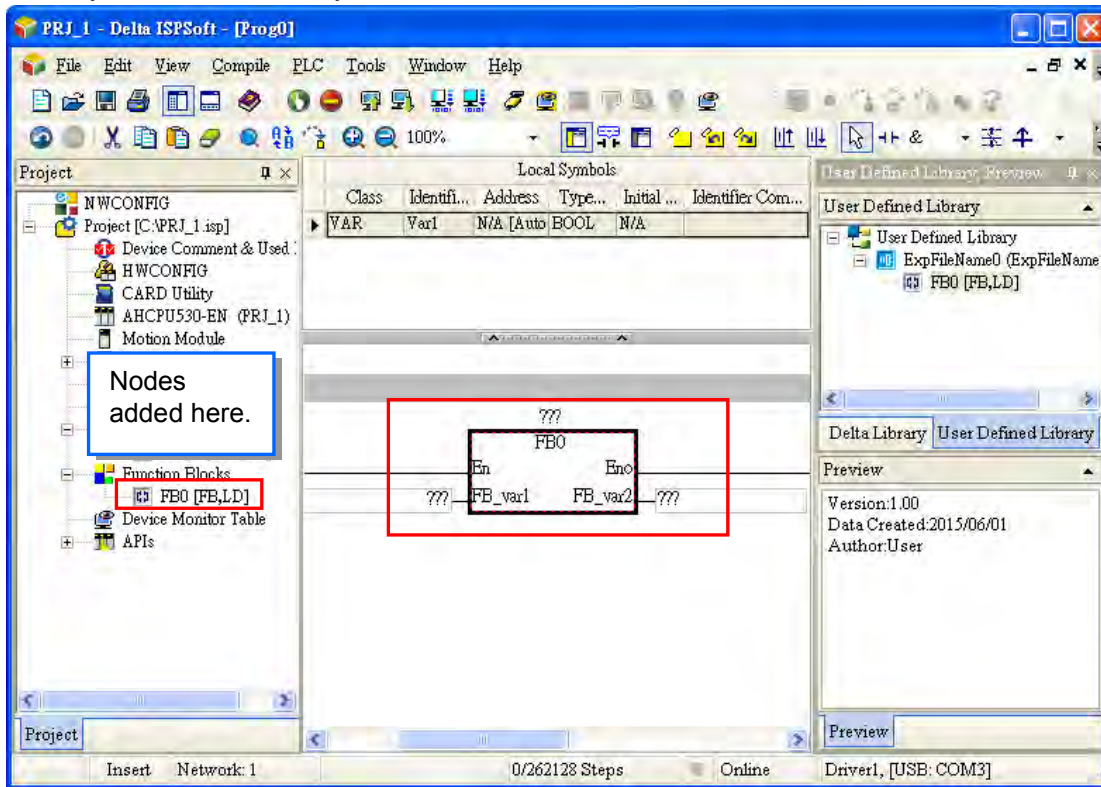 PRJ_1 - Delta ISPSoft - [Prog0]
File Edit View Compile PLC Tools Window Help
100%
&
Project
NWCONFIG
Project [C:\PRJ_1.isp]
Device Comment & Used
HWCONFIG
CARD Utility
AHCPU530-EN (PRJ_1)
Motion Module
Nodes
added here.
Function Blocks
FB0 [FB,LD]
Device Monitor Table
APIs
Project
Local Symbols
Class Identifi... Address Type... Initial ... Identifier Com...
VAR Var1 N/A [Auto BOOL N/A
???
FB0
En Eno
??? FB_var1 FB_var2 ???
User Defined Library, Preview
User Defined Library
User Defined Library
ExpFileName0 (ExpFileName
FB0 [FB,LD]
Delta Library User Defined Library
Preview
Version:1.00
Data Created:2015/06/01
Author:User
Preview
Insert Network: 1 0/262128 Steps Online Driver1, [USB: COM3]